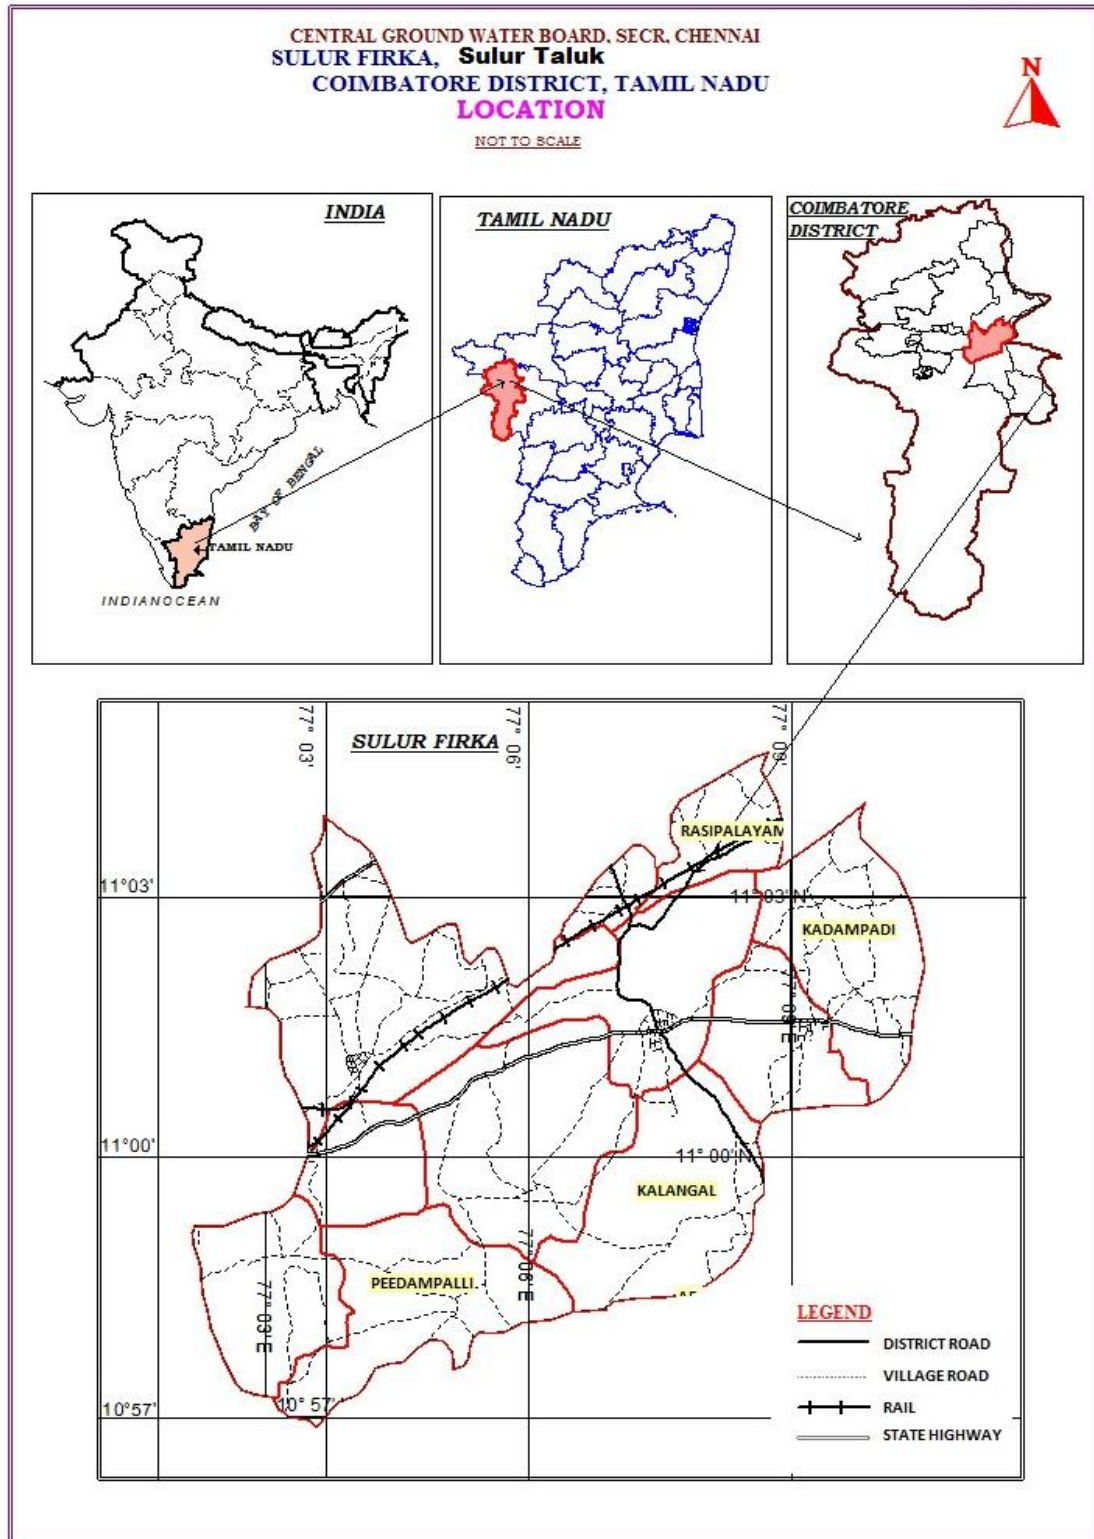 CENTRAL GROUND WATER BOARD, SECR, CHENNAI
SULUR FIRKA, Sulur Taluk
COIMBATORE DISTRICT, TAMIL NADU
LOCATION
NOT TO SCALE
N
INDIA
BAY OF BENGAL
TAMIL NADU
INDIANOCEAN
TAMIL NADU
COIMBATORE
DISTRICT
SULUR FIRKA
77° 03'
77° 06'
77° 09'
RASIPALAYAM
11°03'
11°03' N
KADAMPADI
77° 09' E
11°00'
11° 00' N
KALANGAL
PEEDAMPALLI
77° 03' E
77° 06' E
10°57'
10° 57'
LEGEND
DISTRICT ROAD
VILLAGE ROAD
RAIL
STATE HIGHWAY